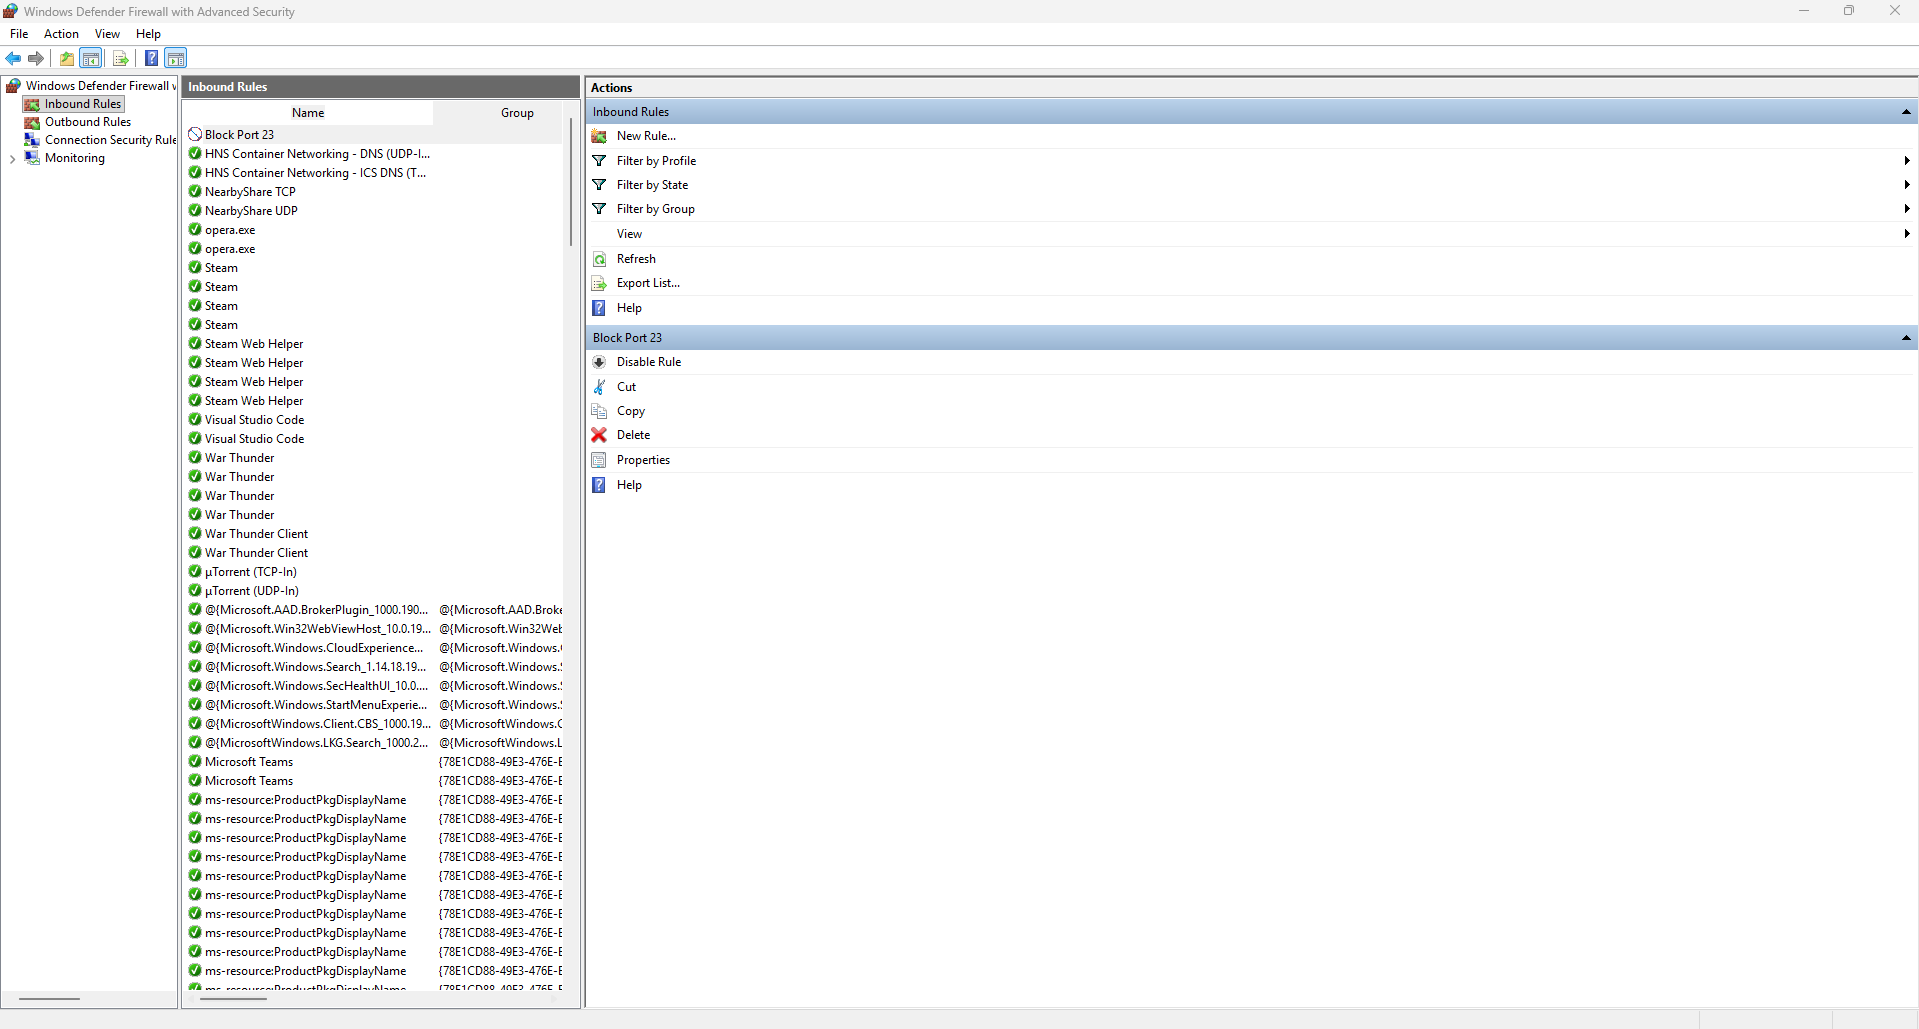 Windows Defender Firewall with Advanced Security
File Action View Help
Windows Defender Firewall w
Inbound Rules
Outbound Rules
Connection Security Rule
Monitoring
Inbound Rules
Name Group
Block Port 23
HNS Container Networking - DNS (UDP-I...
HNS Container Networking - ICS DNS (T...
NearbyShare TCP
NearbyShare UDP
opera.exe
opera.exe
Steam
Steam
Steam
Steam
Steam Web Helper
Steam Web Helper
Steam Web Helper
Steam Web Helper
Visual Studio Code
Visual Studio Code
War Thunder
War Thunder
War Thunder
War Thunder
War Thunder Client
War Thunder Client
µTorrent (TCP-In)
µTorrent (UDP-In)
@{Microsoft.AAD.BrokerPlugin_1000.190... @{Microsoft.AAD.Broke
@{Microsoft.Win32WebViewHost_10.0.19... @{Microsoft.Win32Web
@{Microsoft.Windows.CloudExperience... @{Microsoft.Windows.
@{Microsoft.Windows.Search_1.14.18.19... @{Microsoft.Windows.S
@{Microsoft.Windows.SecHealthUI_10.0.... @{Microsoft.Windows.S
@{Microsoft.Windows.StartMenuExperie... @{Microsoft.Windows.S
@{MicrosoftWindows.Client.CBS_1000.19... @{MicrosoftWindows.C
@{MicrosoftWindows.LKG.Search_1000.2... @{MicrosoftWindows.L
Microsoft Teams {78E1CD88-49E3-476E-E
Microsoft Teams {78E1CD88-49E3-476E-E
ms-resource:ProductPkgDisplayName {78E1CD88-49E3-476E-E
ms-resource:ProductPkgDisplayName {78E1CD88-49E3-476E-E
ms-resource:ProductPkgDisplayName {78E1CD88-49E3-476E-E
ms-resource:ProductPkgDisplayName {78E1CD88-49E3-476E-E
ms-resource:ProductPkgDisplayName {78E1CD88-49E3-476E-E
ms-resource:ProductPkgDisplayName {78E1CD88-49E3-476E-E
ms-resource:ProductPkgDisplayName {78E1CD88-49E3-476E-E
ms-resource:ProductPkgDisplayName {78E1CD88-49E3-476E-E
ms-resource:ProductPkgDisplayName {78E1CD88-49E3-476E-E
ms-resource:ProductPkgDisplayName {78E1CD88-49E3-476E-E
ms-resource:ProductPkgDisplayName {78E1CD88-49E3-476E-E
Actions
Inbound Rules
New Rule...
Filter by Profile
Filter by State
Filter by Group
View
Refresh
Export List...
Help
Block Port 23
Disable Rule
Cut
Copy
Delete
Properties
Help